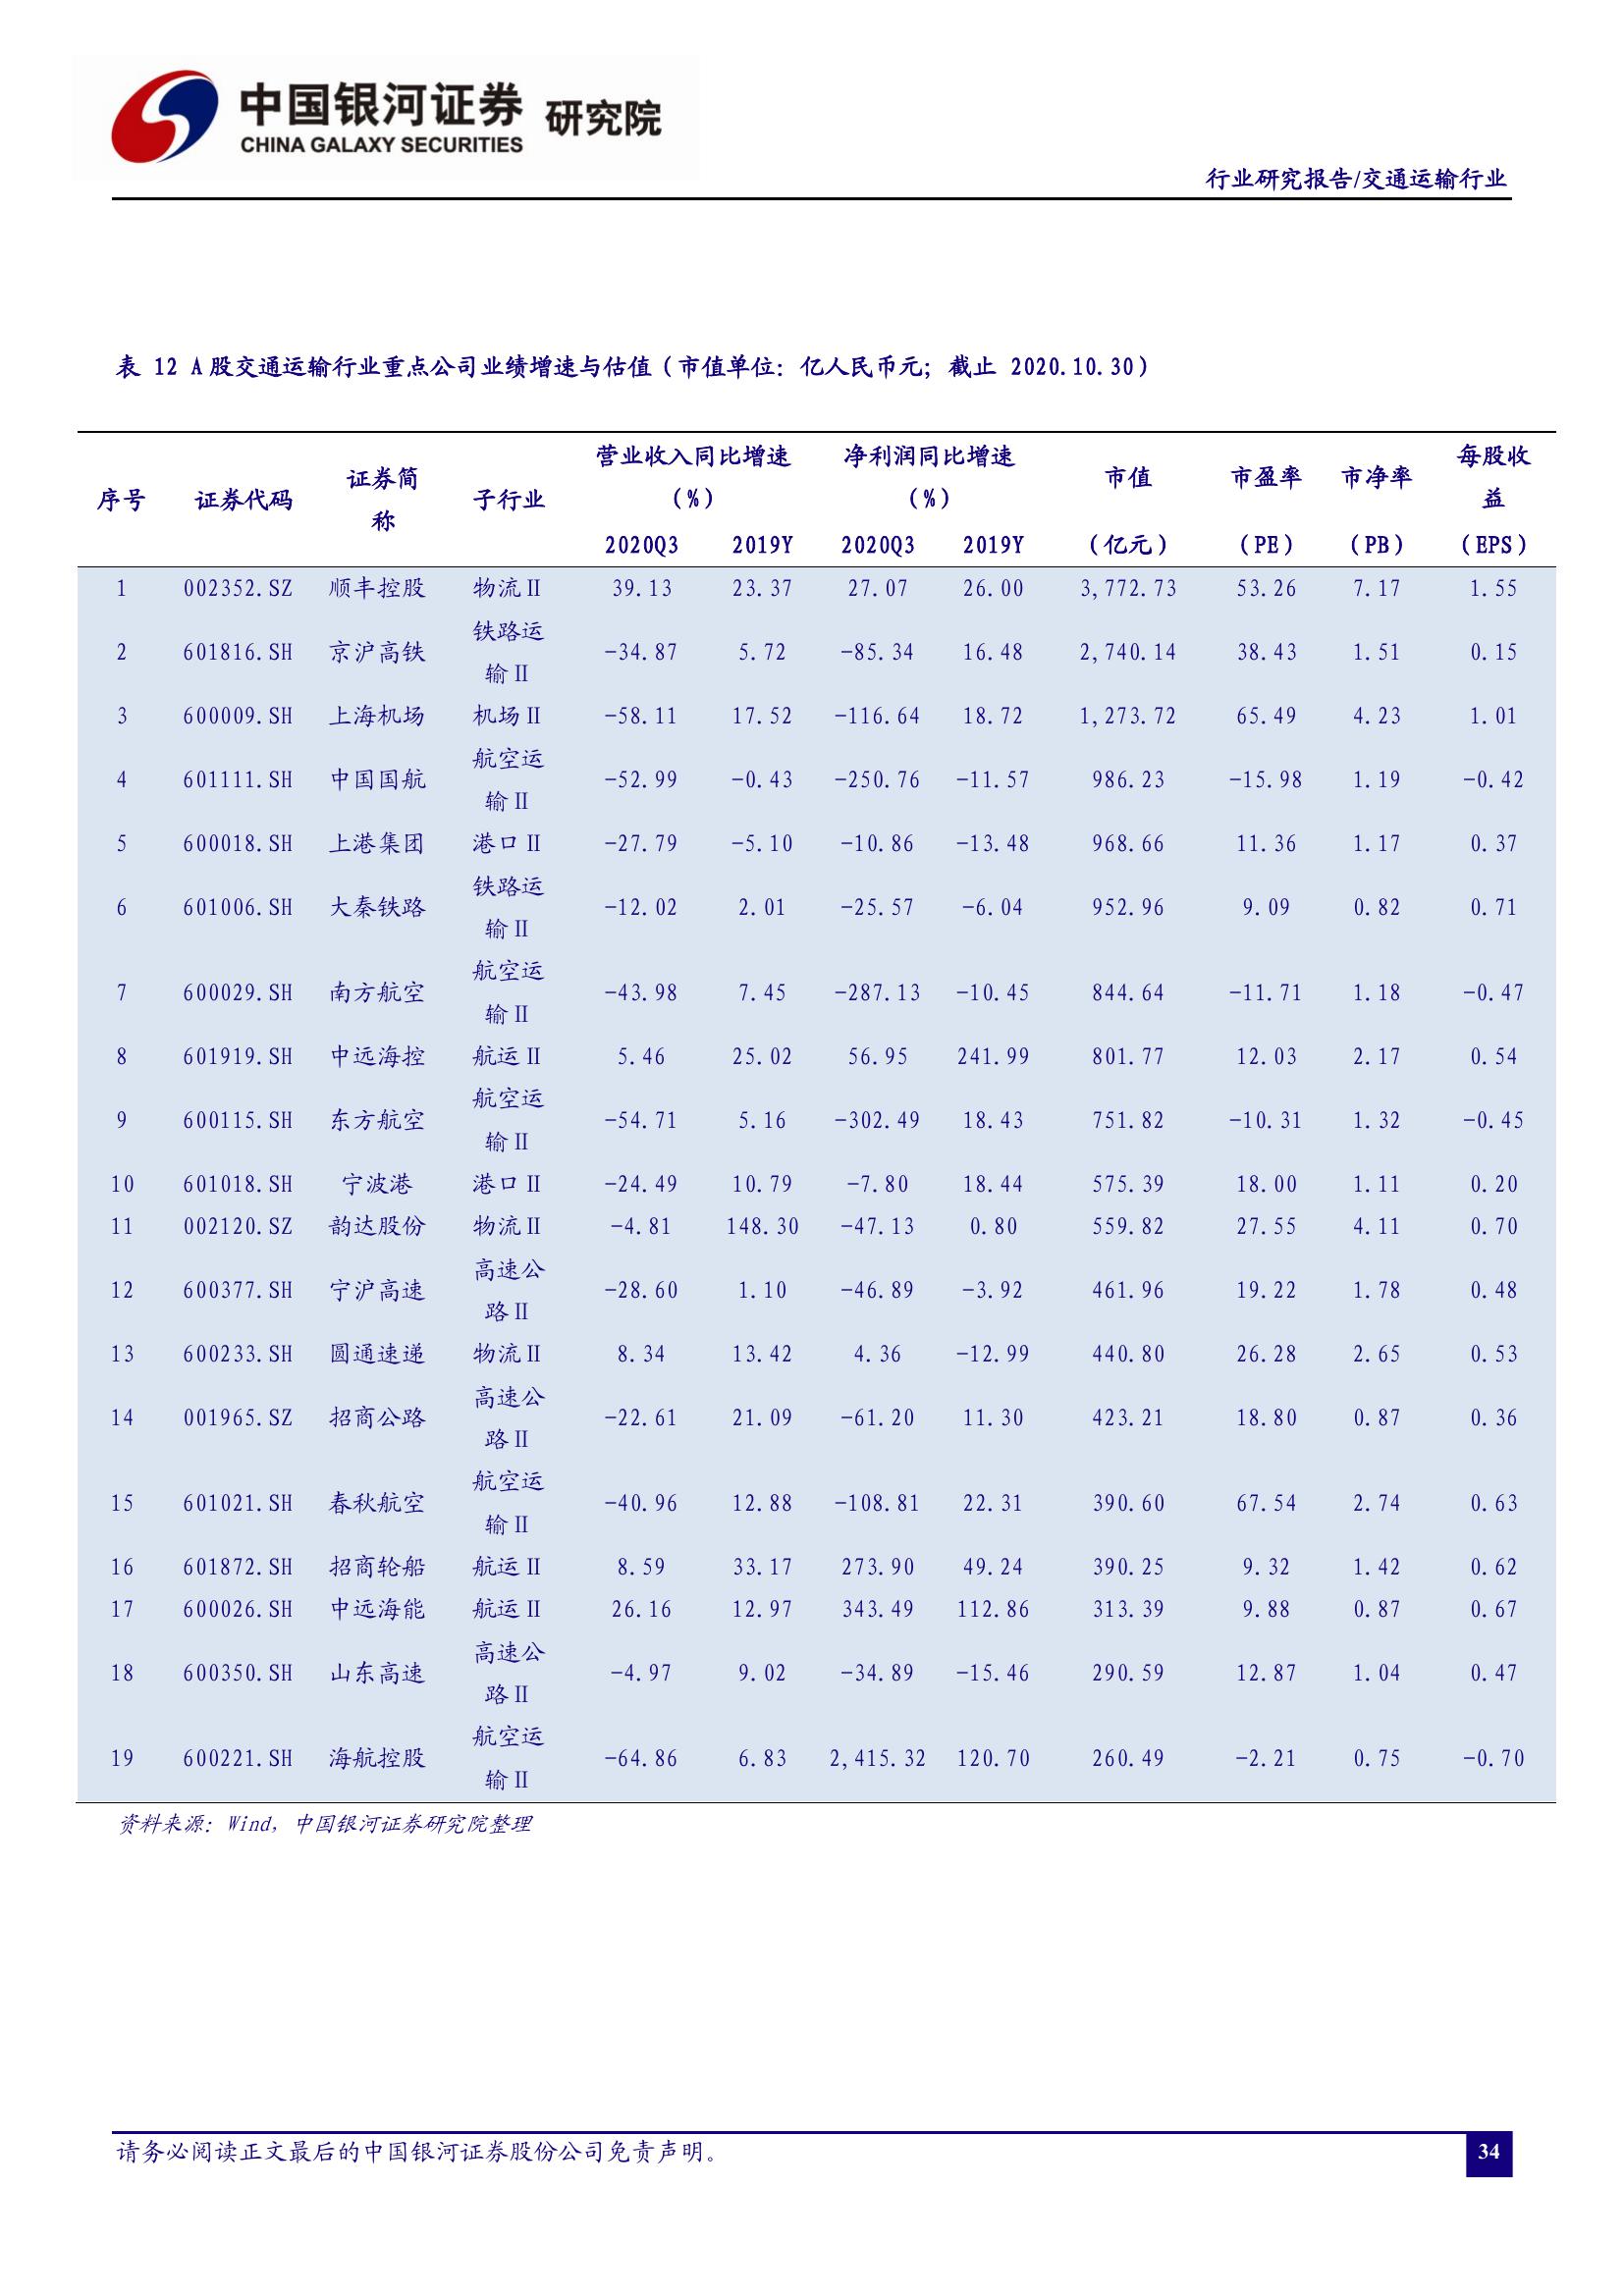 中国银河证券 研究院
CHINA GALAXY SECURITIES
行业研究报告/交通运输行业
表 12 A股交通运输行业重点公司业绩增速与估值（市值单位：亿人民币元；截止 2020.10.30）
序号 证券代码 证券简称 子行业 营业收入同比增速（%） 净利润同比增速（%） 市值 市盈率 市净率 每股收益
2020Q3 2019Y 2020Q3 2019Y （亿元） （PE） （PB） （EPS）
1 002352.SZ 顺丰控股 物流Ⅱ 39.13 23.37 27.07 26.00 3,772.73 53.26 7.17 1.55
2 601816.SH 京沪高铁 铁路运输Ⅱ -34.87 5.72 -85.34 16.48 2,740.14 38.43 1.51 0.15
3 600009.SH 上海机场 机场Ⅱ -58.11 17.52 -116.64 18.72 1,273.72 65.49 4.23 1.01
4 601111.SH 中国国航 航空运输Ⅱ -52.99 -0.43 -250.76 -11.57 986.23 -15.98 1.19 -0.42
5 600018.SH 上港集团 港口Ⅱ -27.79 -5.10 -10.86 -13.48 968.66 11.36 1.17 0.37
6 601006.SH 大秦铁路 铁路运输Ⅱ -12.02 2.01 -25.57 -6.04 952.96 9.09 0.82 0.71
7 600029.SH 南方航空 航空运输Ⅱ -43.98 7.45 -287.13 -10.45 844.64 -11.71 1.18 -0.47
8 601919.SH 中远海控 航运Ⅱ 5.46 25.02 56.95 241.99 801.77 12.03 2.17 0.54
9 600115.SH 东方航空 航空运输Ⅱ -54.71 5.16 -302.49 18.43 751.82 -10.31 1.32 -0.45
10 601018.SH 宁波港 港口Ⅱ -24.49 10.79 -7.80 18.44 575.39 18.00 1.11 0.20
11 002120.SZ 韵达股份 物流Ⅱ -4.81 148.30 -47.13 0.80 559.82 27.55 4.11 0.70
12 600377.SH 宁沪高速 高速公路Ⅱ -28.60 1.10 -46.89 -3.92 461.96 19.22 1.78 0.48
13 600233.SH 圆通速递 物流Ⅱ 8.34 13.42 4.36 -12.99 440.80 26.28 2.65 0.53
14 001965.SZ 招商公路 高速公路Ⅱ -22.61 21.09 -61.20 11.30 423.21 18.80 0.87 0.36
15 601021.SH 春秋航空 航空运输Ⅱ -40.96 12.88 -108.81 22.31 390.60 67.54 2.74 0.63
16 601872.SH 招商轮船 航运Ⅱ 8.59 33.17 273.90 49.24 390.25 9.32 1.42 0.62
17 600026.SH 中远海能 航运Ⅱ 26.16 12.97 343.49 112.86 313.39 9.88 0.87 0.67
18 600350.SH 山东高速 高速公路Ⅱ -4.97 9.02 -34.89 -15.46 290.59 12.87 1.04 0.47
19 600221.SH 海航控股 航空运输Ⅱ -64.86 6.83 2,415.32 120.70 260.49 -2.21 0.75 -0.70
资料来源：Wind，中国银河证券研究院整理
请务必阅读正文最后的中国银河证券股份公司免责声明。
34